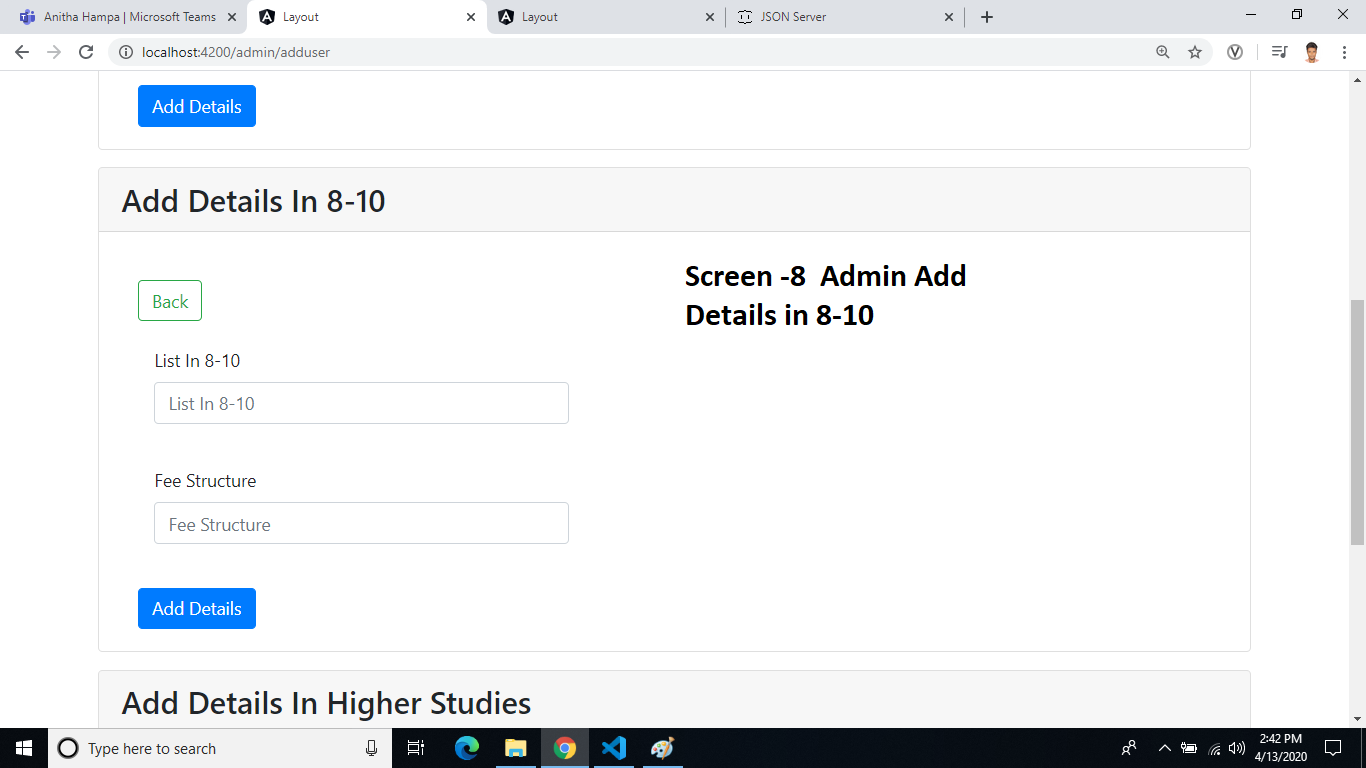 Anitha Hampa | Microsoft Teams
Layout
Layout
JSON Server
localhost:4200/admin/adduser
Add Details
Add Details In 8-10
Screen -8  Admin Add
Details in 8-10
Back
List In 8-10
List In 8-10
Fee Structure
Fee Structure
Add Details
Add Details In Higher Studies
Type here to search
2:42 PM
4/13/2020